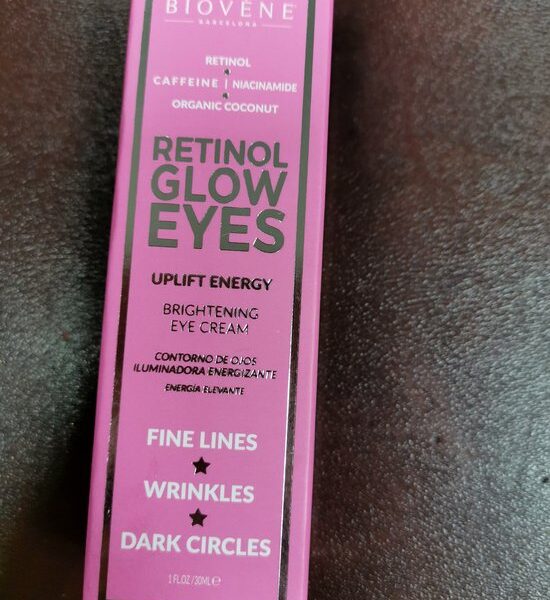 BIOVÈNE
BARCELONA
RETINOL
CAFFEINE | NIACINAMIDE
ORGANIC COCONUT
RETINOL
GLOW
EYES
UPLIFT ENERGY
BRIGHTENING
EYE CREAM
CONTORNO DE OJOS
ILUMINADORA ENERGIZANTE
ENERGÍA ELEVANTE
FINE LINES
WRINKLES
DARK CIRCLES
1 FL.OZ/30ML ℮